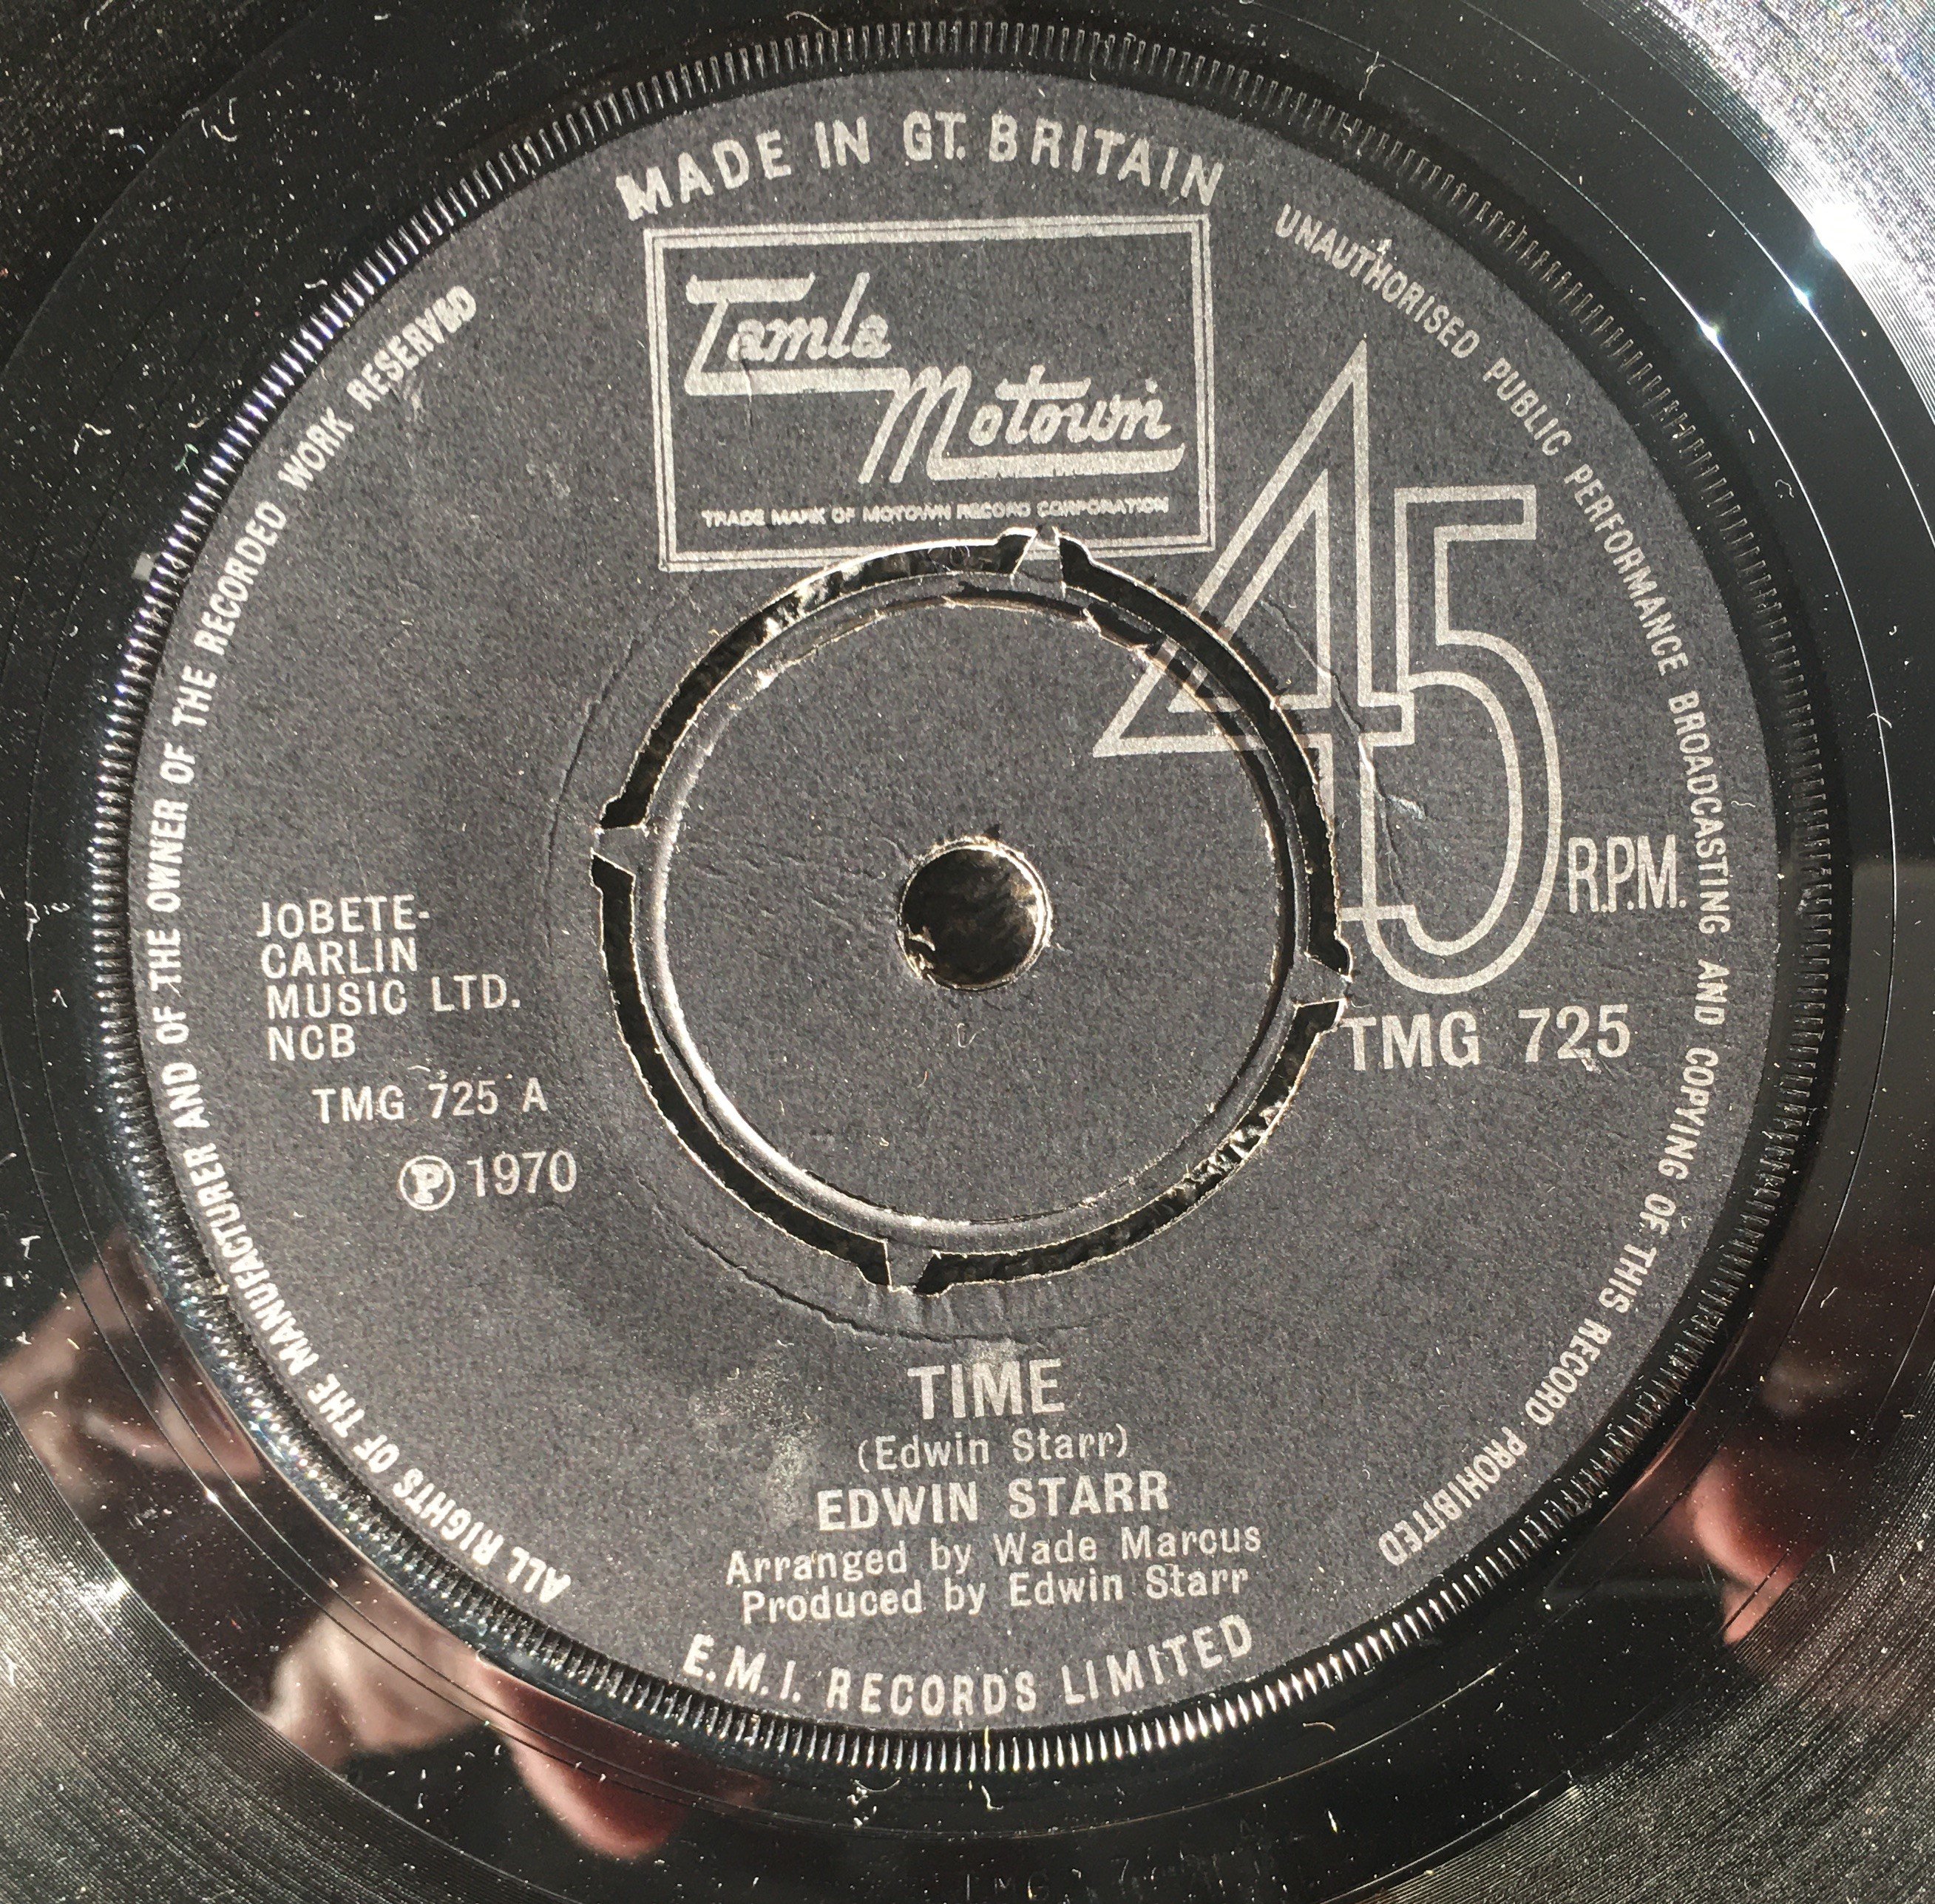 MADE IN GT. BRITAIN
Tamla
Motown
TRADE MARK OF MOTOWN RECORD CORPORATION
UNAUTHORISED PUBLIC PERFORMANCE BROADCASTING AND COPYING OF THIS RECORD PROHIBITED
45
R.P.M.
TMG 725
JOBETE-
CARLIN
MUSIC LTD.
NCB
TMG 725 A
℗ 1970
TIME
(Edwin Starr)
EDWIN STARR
Arranged by Wade Marcus
Produced by Edwin Starr
E.M.I. RECORDS LIMITED
ALL RIGHTS OF THE MANUFACTURER AND OF THE OWNER OF THE RECORDED WORK RESERVED